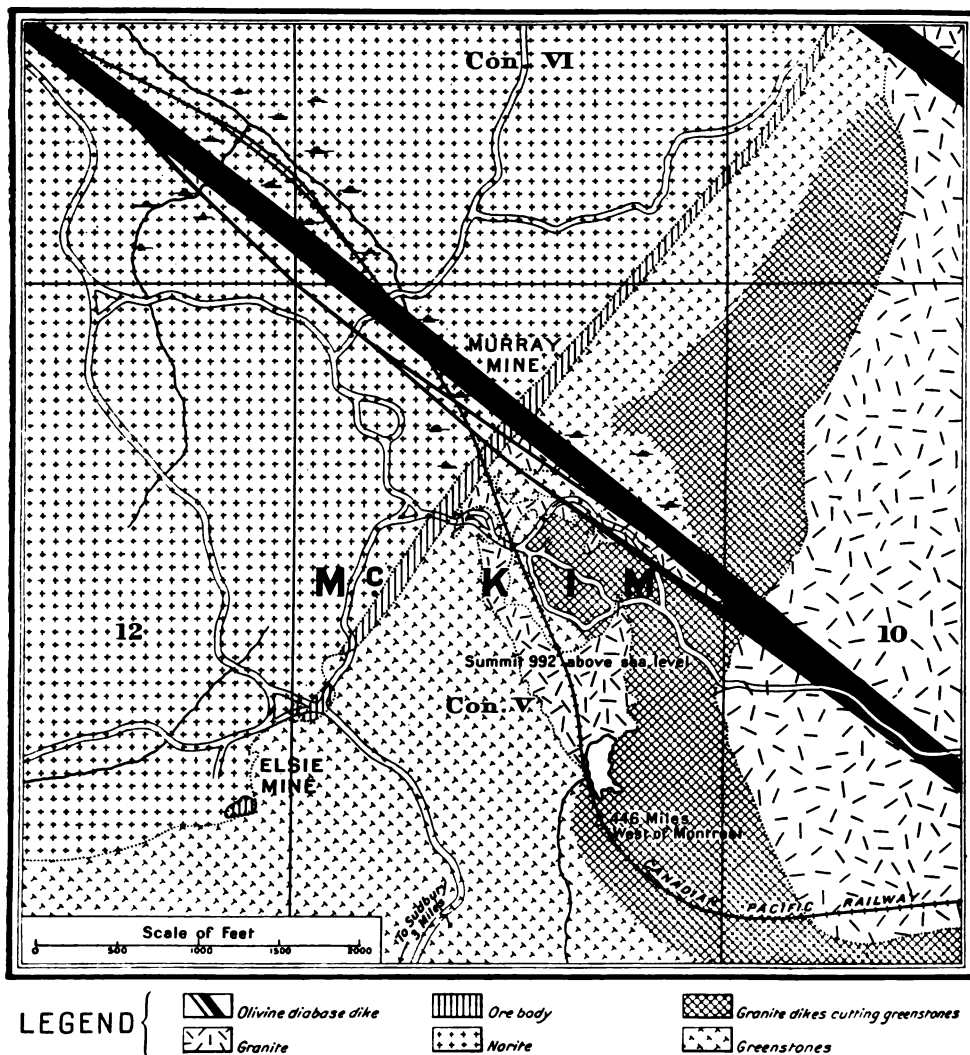 Con. VI
MURRAY
MINE
M c K I M
12
10
Summit 992 above sea level
Con. V
ELSIE
MINE
446 Miles
West of Montreal
CANADIAN PACIFIC RAILWAY
To Sudbury
3 Miles
Scale of Feet
0 500 1000 1500 2000
LEGEND
Olivine diabase dike
Ore body
Granite dikes cutting greenstones
Granite
Norite
Greenstones